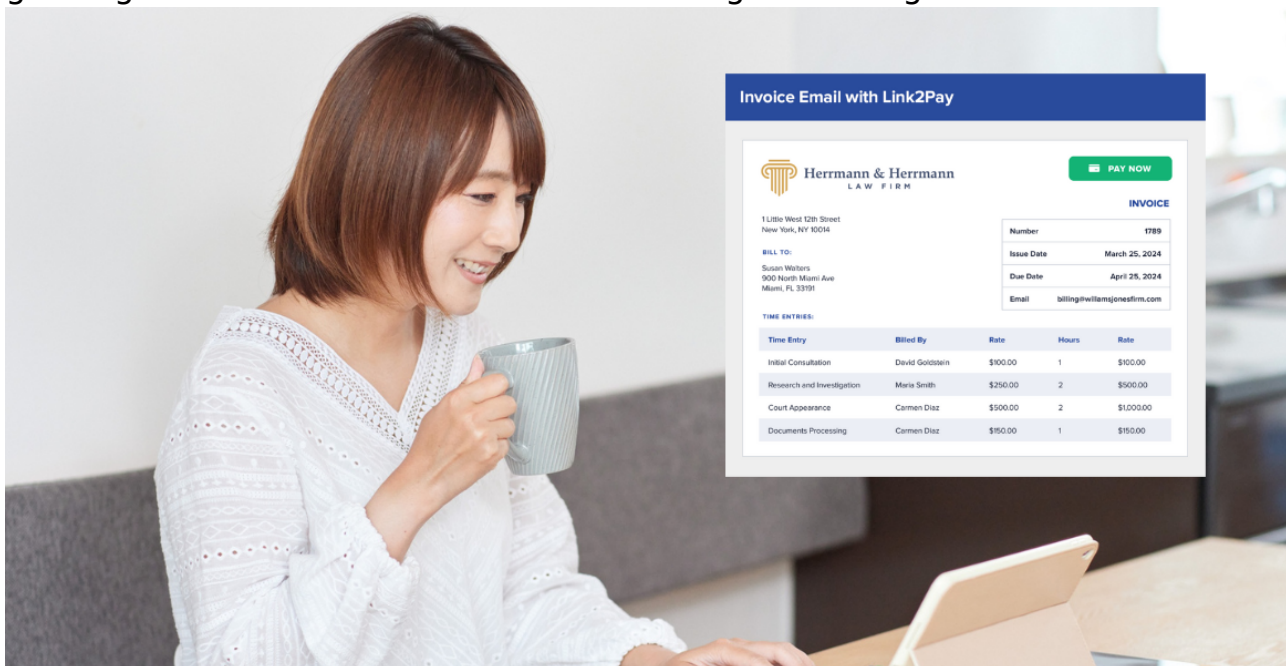 Invoice Email with Link2Pay
Herrmann & Herrmann
LAW FIRM
PAY NOW
INVOICE
1 Little West 12th Street
New York, NY 10014
Number 1789
BILL TO:
Issue Date March 25, 2024
Susan Walters
900 North Miami Ave
Miami, FL 33191
Due Date April 25, 2024
Email billing@willamsjonesfirm.com
TIME ENTRIES:
Time Entry Billed By Rate Hours Rate
Initial Consultation David Goldstein $100.00 1 $100.00
Research and Investigation Maria Smith $250.00 2 $500.00
Court Appearance Carmen Diaz $500.00 2 $1,000.00
Documents Processing Carmen Diaz $150.00 1 $150.00